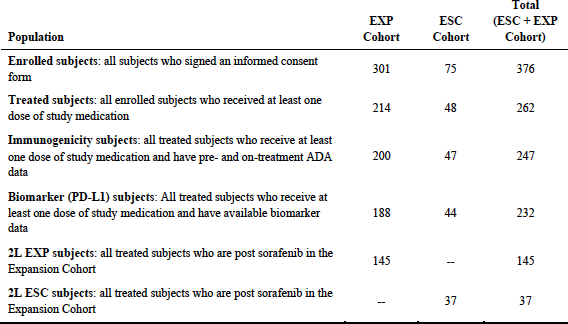 Total
EXP ESC (ESC + EXP
Population Cohort Cohort Cohort)
Enrolled subjects: all subjects who signed an informed consent
form 301 75 376
Treated subjects: all enrolled subjects who received at least one
dose of study medication 214 48 262
Immunogenicity subjects: all treated subjects who receive at least
one dose of study medication and have pre- and on-treatment ADA
data 200 47 247
Biomarker (PD-L1) subjects: All treated subjects who receive at
least one dose of study medication and have available biomarker
data 188 44 232
2L EXP subjects: all treated subjects who are post sorafenib in the
Expansion Cohort 145 -- 145
2L ESC subjects: all treated subjects who are post sorafenib in the
Expansion Cohort -- 37 37